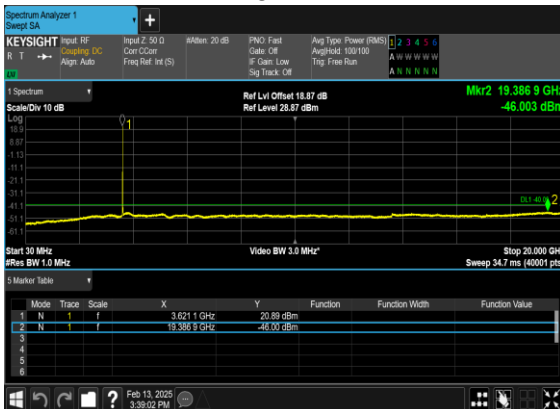 Spectrum Analyzer 1
Swept SA
KEYSIGHT Input: RF Input Z: 50 Ω #Atten: 20 dB PNO: Fast Avg Type: Power (RMS) 1 2 3 4 5 6
R T Coupling: DC Corr CCorr Gate: Off Avg|Hold: 100/100 A W W W W W
Align: Auto Freq Ref: Int (S) IF Gain: Low Trig: Free Run
Sig Track: Off A N N N N N
1 Spectrum
Ref Lvl Offset 18.87 dB Mkr2 19.386 9 GHz
Scale/Div 10 dB Ref Level 28.87 dBm -46.003 dBm
Log
18.9
8.87
-1.13
-11.1
-21.1
-31.1
-41.1
-51.1
-61.1
1
DL1 -40.0
2
Start 30 MHz Video BW 3.0 MHz* Stop 20.000 GH
#Res BW 1.0 MHz Sweep 34.7 ms (40001 pts
5 Marker Table
Mode Trace Scale X Y Function Function Width Function Value
1 N 1 f 3.621 1 GHz 20.89 dBm
2 N 1 f 19.386 9 GHz -46.00 dBm
3
4
5
6
Feb 13, 2025
3:39:02 PM